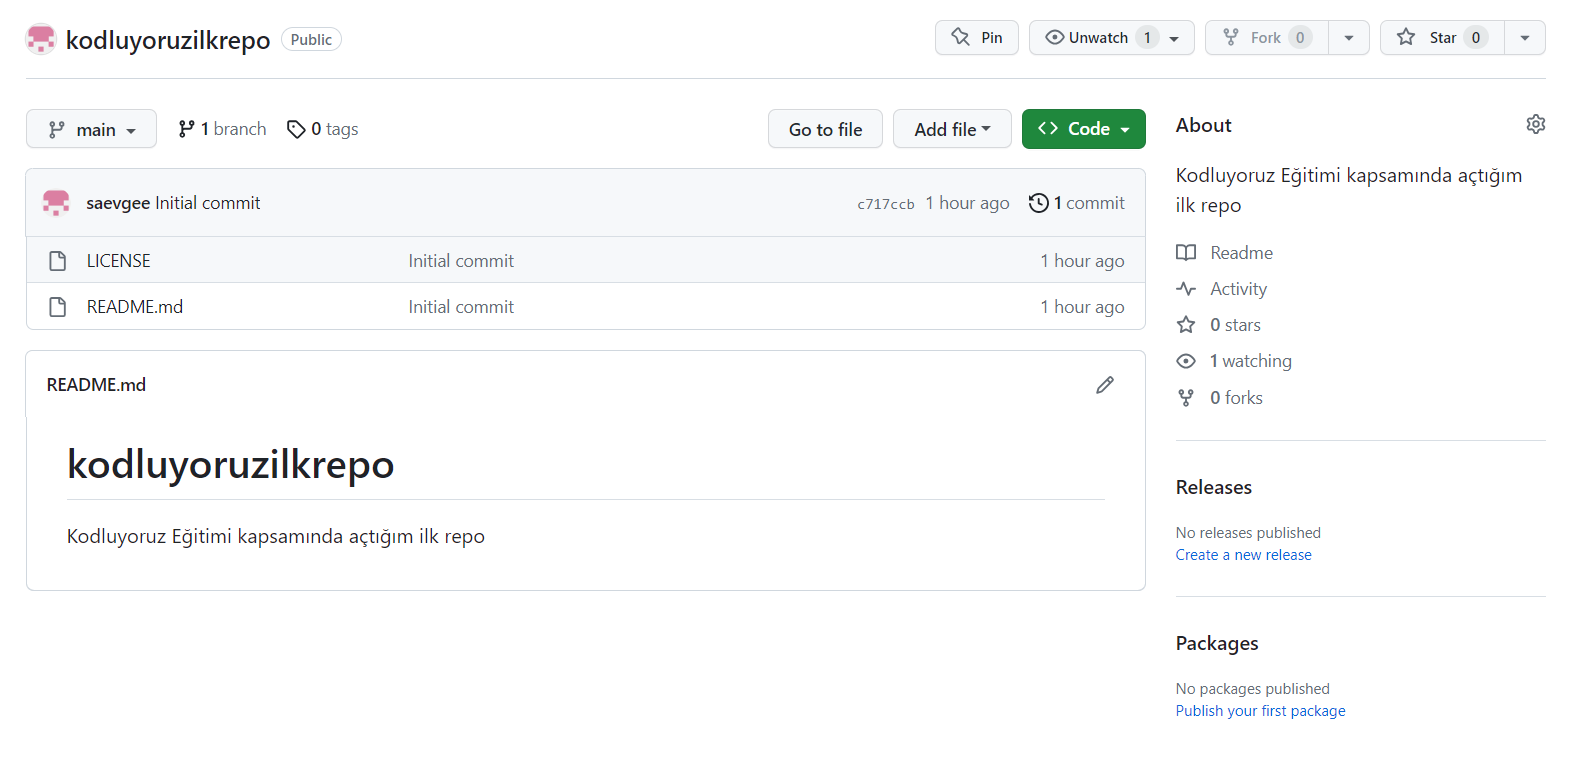 kodluyoruzilkrepo Public
Pin Unwatch 1 Fork 0 Star 0
main 1 branch 0 tags Go to file Add file Code
saevgee Initial commit c717ccb 1 hour ago 1 commit
LICENSE Initial commit 1 hour ago
README.md Initial commit 1 hour ago
README.md
kodluyoruzilkrepo
Kodluyoruz Eğitimi kapsamında açtığım ilk repo
About
Kodluyoruz Eğitimi kapsamında açtığım
ilk repo
Readme
Activity
0 stars
1 watching
0 forks
Releases
No releases published
Create a new release
Packages
No packages published
Publish your first package